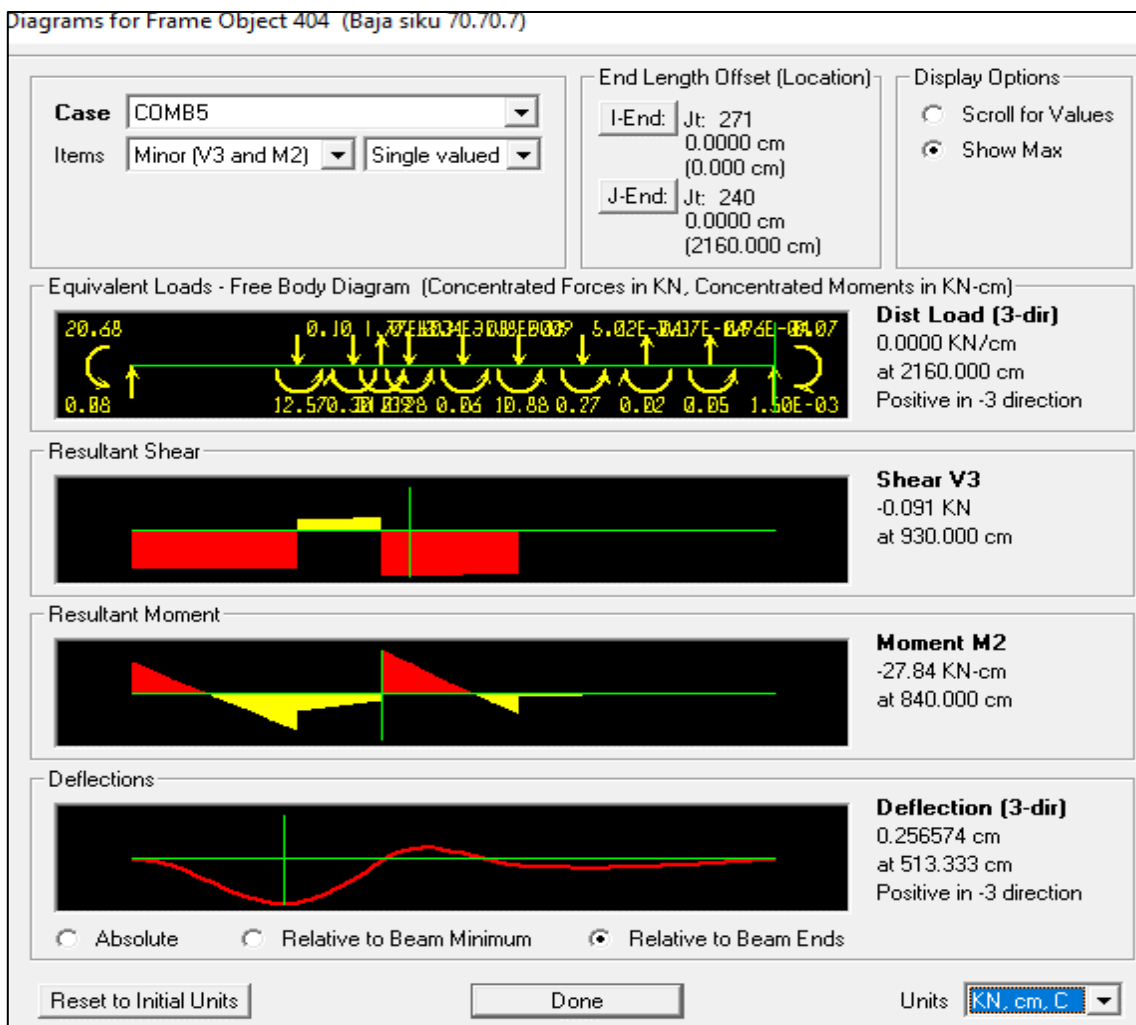 Diagrams for Frame Object 404 (Baja siku 70.70.7)
Case COMB5
Items Minor (V3 and M2) Single valued
End Length Offset (Location)
I-End: Jt: 271
0.0000 cm
(0.000 cm)
J-End: Jt: 240
0.0000 cm
(2160.000 cm)
Display Options
Scroll for Values
Show Max
Equivalent Loads - Free Body Diagram (Concentrated Forces in KN, Concentrated Moments in KN-cm)
20.68 0.10
0.08 0.06 10.88 0.27 0.02 0.05
Dist Load (3-dir)
0.0000 KN/cm
at 2160.000 cm
Positive in -3 direction
Resultant Shear
Shear V3
-0.091 KN
at 930.000 cm
Resultant Moment
Moment M2
-27.84 KN-cm
at 840.000 cm
Deflections
Deflection (3-dir)
0.256574 cm
at 513.333 cm
Positive in -3 direction
Absolute Relative to Beam Minimum Relative to Beam Ends
Reset to Initial Units Done Units KN, cm, C